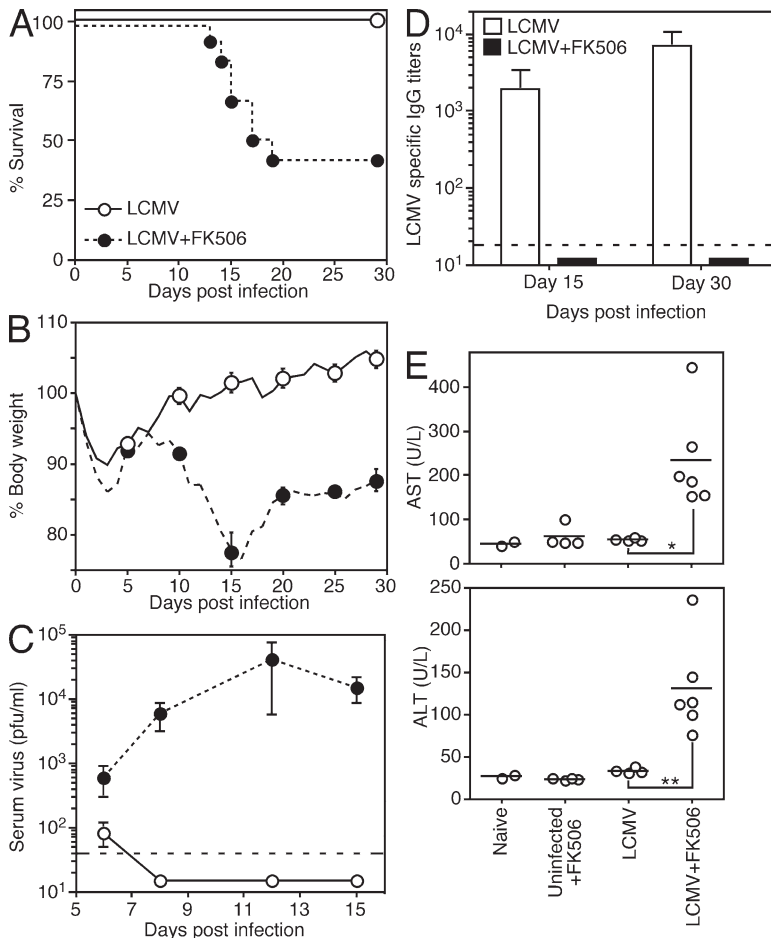 A
% Survival
100
75
50
25
0
LCMV
LCMV+FK506
0 5 10 15 20 25 30
Days post infection
B
% Body weight
110
100
90
80
0 5 10 15 20 25 30
Days post infection
C
Serum virus (pfu/ml)
10^5
10^4
10^3
10^2
10^1
5 7 9 11 13 15
Days post infection
D
LCMV specific IgG titers
LCMV
LCMV+FK506
10^4
10^3
10^2
10^1
Day 15 Day 30
Days post infection
E
AST (U/L)
400
300
200
100
50
0
*
ALT (U/L)
250
200
150
100
50
0
**
Naive
Uninfected
+FK506
LCMV
LCMV+FK506